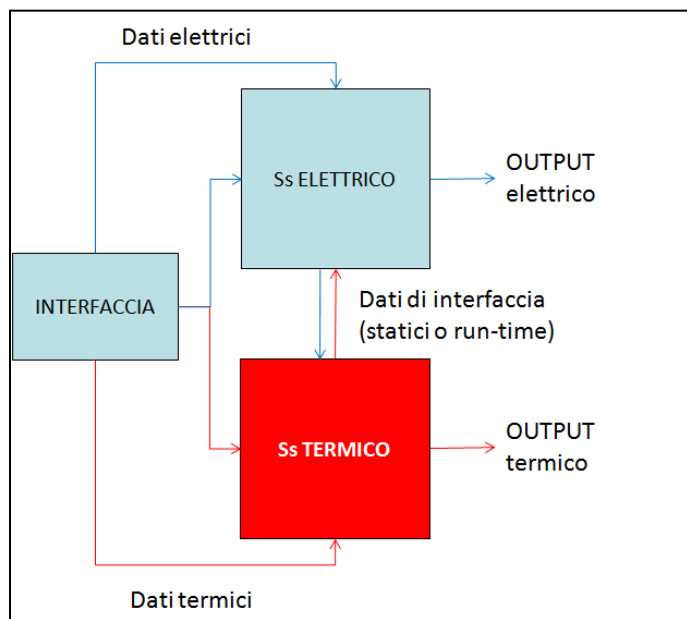 Dati elettrici
Ss ELETTRICO
OUTPUT
elettrico
INTERFACCIA
Dati di interfaccia
(statici o run-time)
Ss TERMICO
OUTPUT
termico
Dati termici